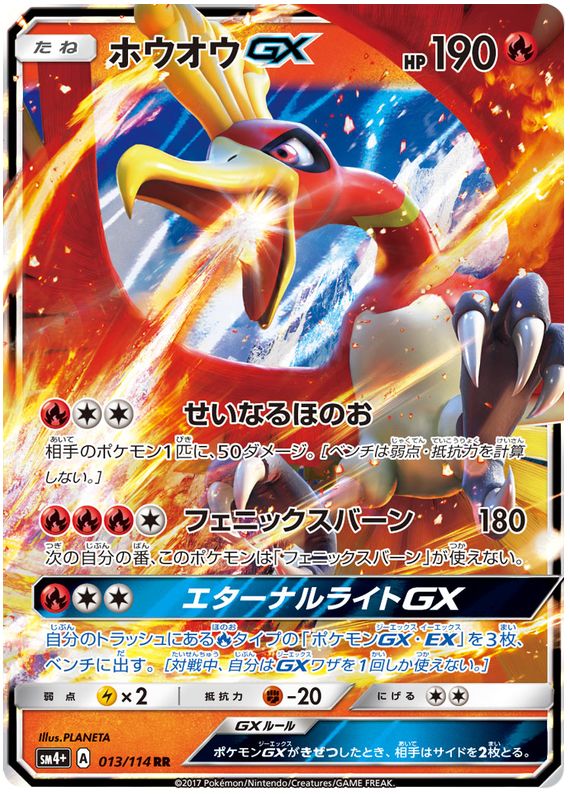 たね ホウオウGX HP190
せいなるほのお
相手のポケモン1匹に、50ダメージ。[ベンチは弱点・抵抗力を計算
しない。]
フェニックスバーン 180
次の自分の番、このポケモンは「フェニックスバーン」が使えない。
エターナルライトGX
自分のトラッシュにあるタイプの「ポケモンGX・EX」を3枚、
ベンチに出す。[対戦中、自分はGXワザを1回しか使えない。]
弱点 ×2 抵抗力 -20 にげる
Illus.PLANETA
GXルール
ポケモンGXがきぜつしたとき、相手はサイドを2枚とる。
SM4+ A 013/114 RR
©2017 Pokémon/Nintendo/Creatures/GAME FREAK.